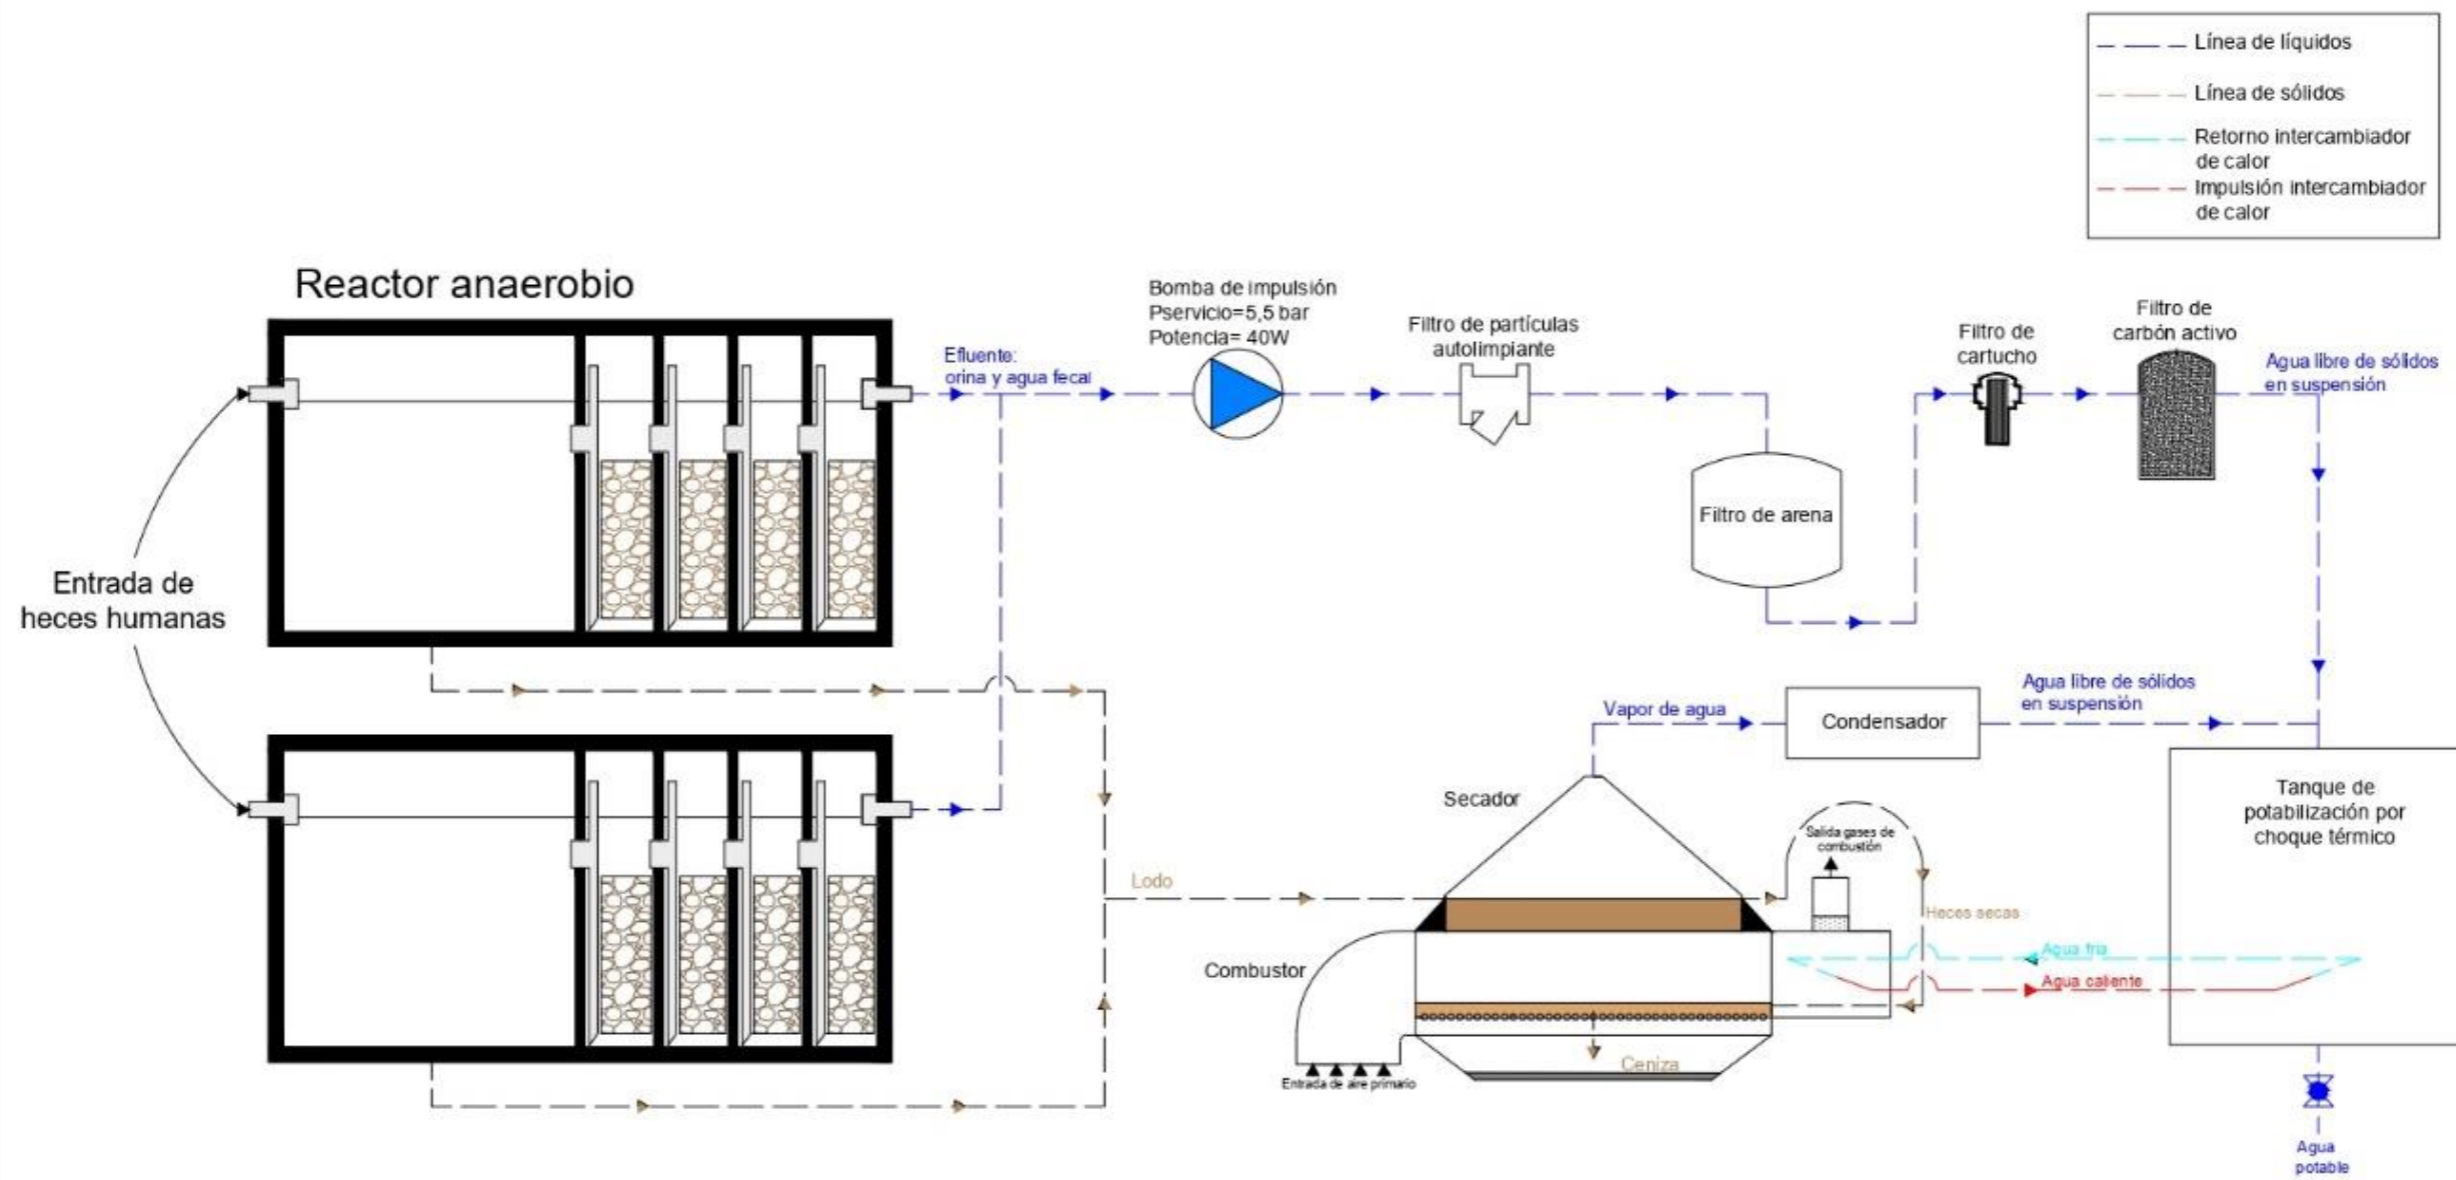 Línea de líquidos
Línea de sólidos
Retorno intercambiador
de calor
Impulsión intercambiador
de calor
Reactor anaerobio
Entrada de
heces humanas
Efluente:
orina y agua fecal
Bomba de impulsión
Pservicio=5,5 bar
Potencia= 40W
Filtro de partículas
autolimpiante
Filtro de arena
Filtro de
cartucho
Filtro de
carbón activo
Agua libre de sólidos
en suspensión
Vapor de agua
Condensador
Agua libre de sólidos
en suspensión
Tanque de
potabilización por
choque térmico
Secador
Salida gases de
combustión
Lodo
Heces secas
Combustor
Agua fria
Agua caliente
Ceniza
Entrada de aire primario
Agua
potable